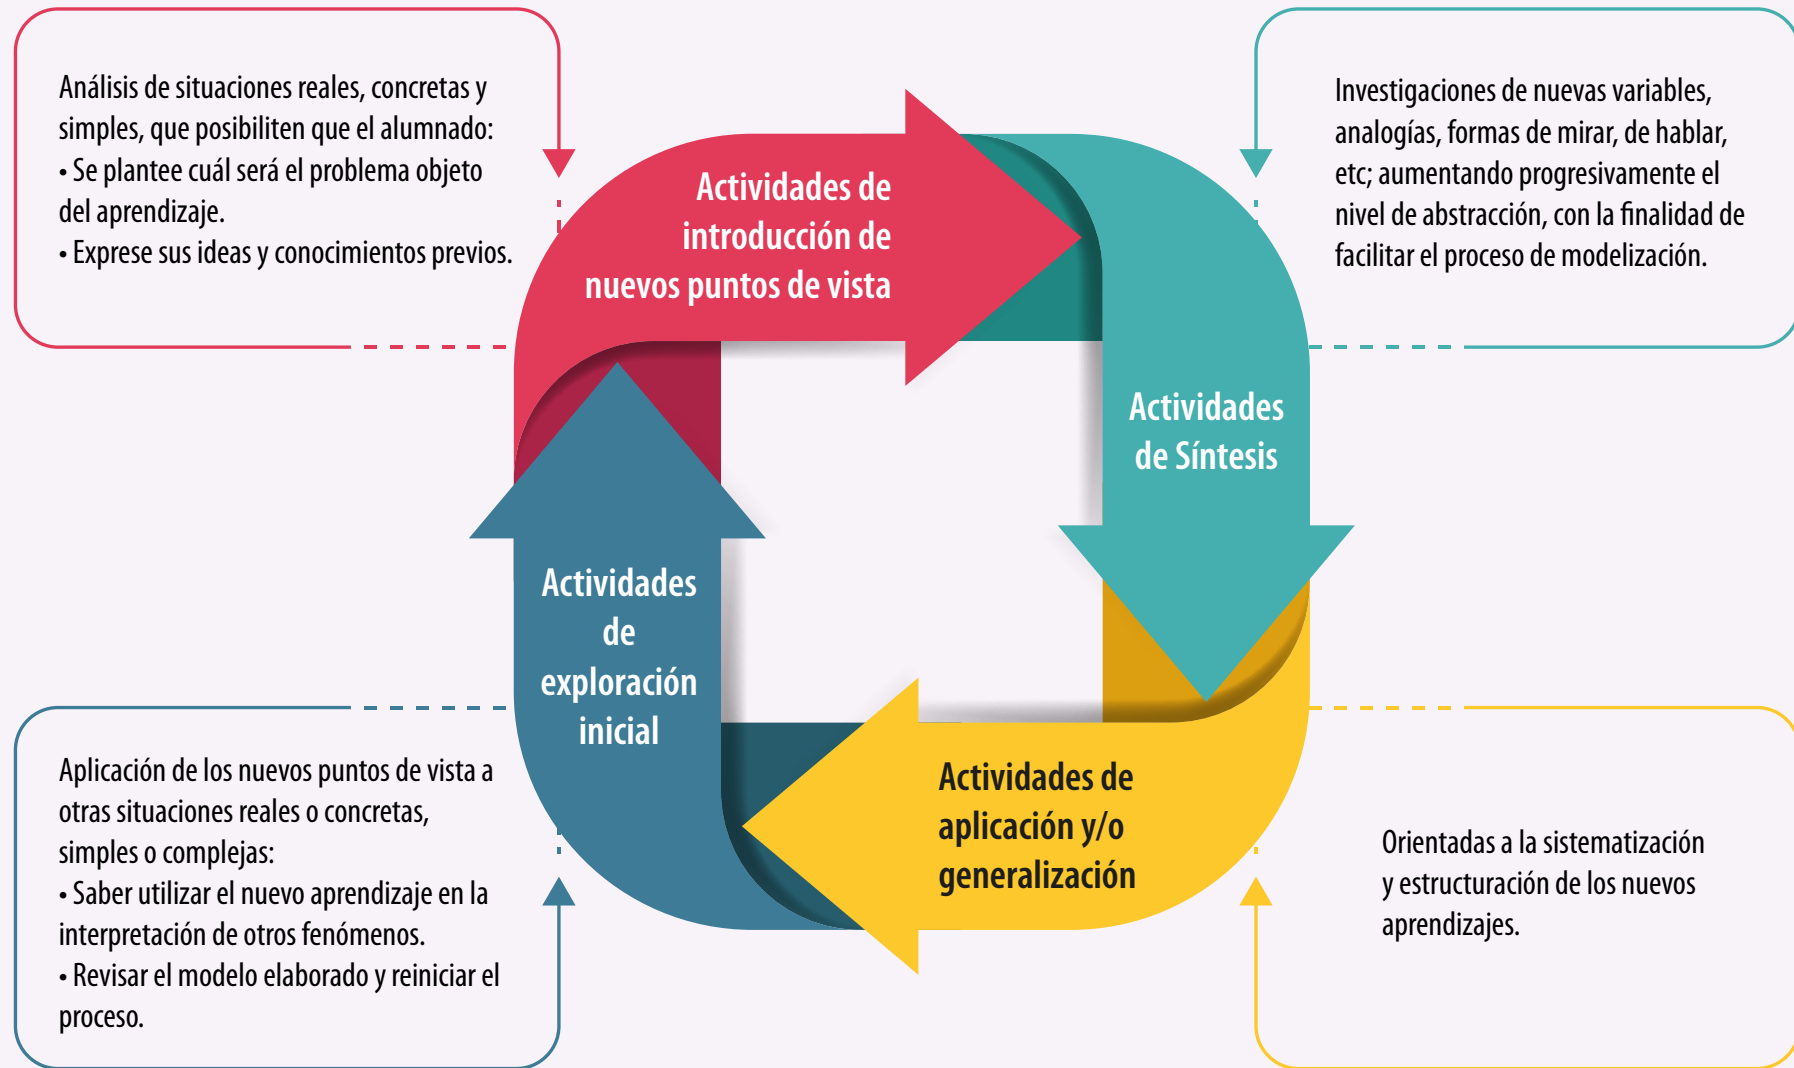 Análisis de situaciones reales, concretas y
simples, que posibiliten que el alumnado:
• Se plantee cuál será el problema objeto
del aprendizaje.
• Exprese sus ideas y conocimientos previos.
Actividades de
introducción de
nuevos puntos de vista
Investigaciones de nuevas variables,
analogías, formas de mirar, de hablar,
etc; aumentando progresivamente el
nivel de abstracción, con la finalidad de
facilitar el proceso de modelización.
Actividades
de Síntesis
Actividades
de
exploración
inicial
Aplicación de los nuevos puntos de vista a
otras situaciones reales o concretas,
simples o complejas:
• Saber utilizar el nuevo aprendizaje en la
interpretación de otros fenómenos.
• Revisar el modelo elaborado y reiniciar el
proceso.
Actividades de
aplicación y/o
generalización
Orientadas a la sistematización
y estructuración de los nuevos
aprendizajes.